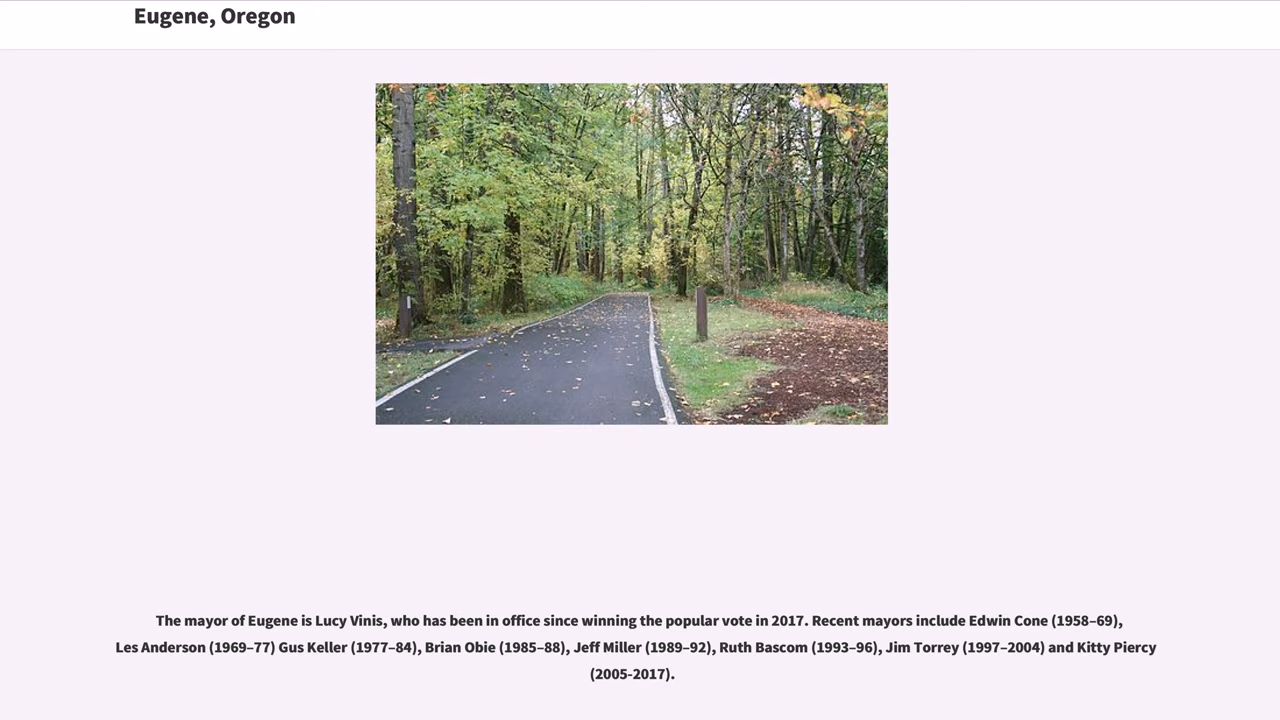 Eugene, Oregon
The mayor of Eugene is Lucy Vinis, who has been in office since winning the popular vote in 2017. Recent mayors include Edwin Cone (1958–69),
Les Anderson (1969–77) Gus Keller (1977–84), Brian Obie (1985–88), Jeff Miller (1989–92), Ruth Bascom (1993–96), Jim Torrey (1997–2004) and Kitty Piercy
(2005-2017).